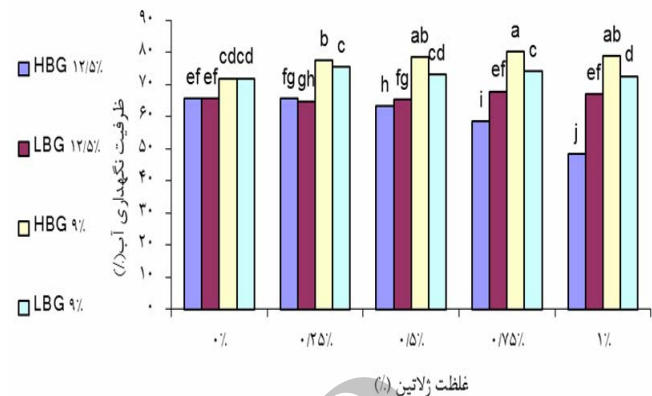 HBG ۱۲/۵٪
LBG ۱۲/۵٪
HBG ۹٪
LBG ۹٪
ظرفیت نگهداری آب(٪)
۹۰
۸۰
۷۰
۶۰
۵۰
۴۰
۳۰
۲۰
۱۰
۰
ef ef cdcd
fg gh b c
h fg ab cd
i ef a c
j ef ab d
۰٪ ۰/۲۵٪ ۰/۵٪ ۰/۷۵٪ ۱٪
غلظت ژلاتین (٪)